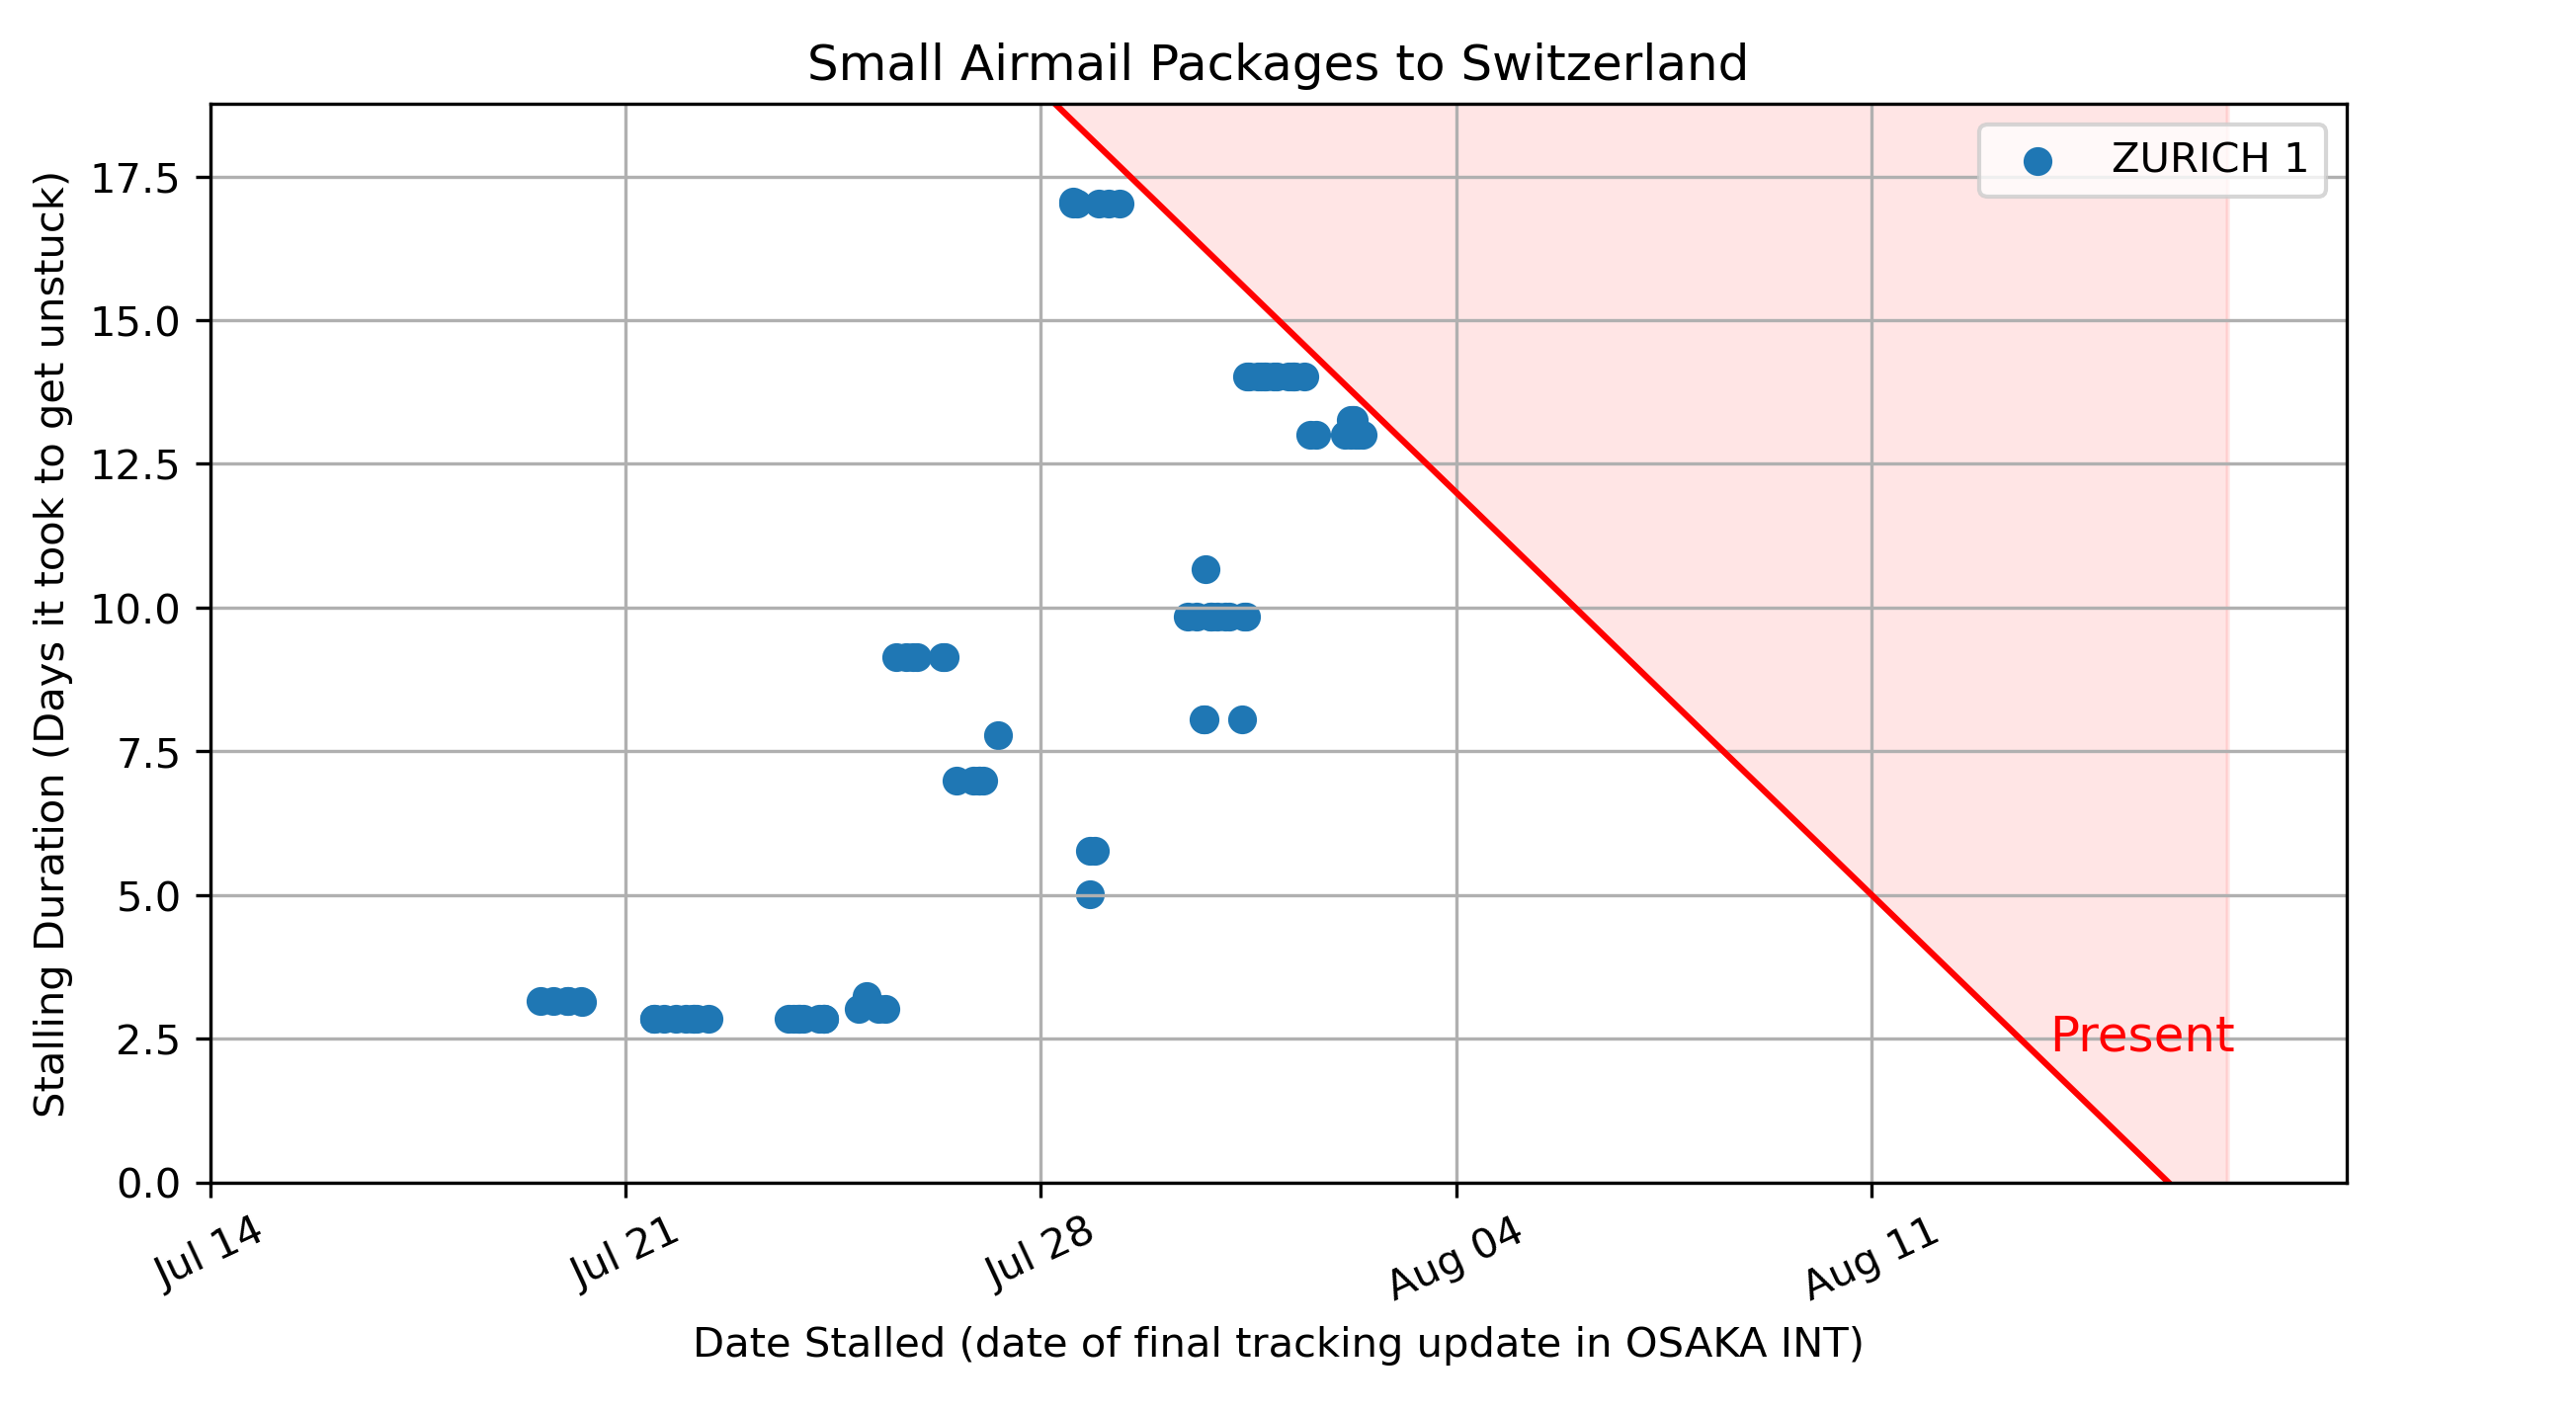 Small Airmail Packages to Switzerland
ZURICH 1
Stalling Duration (Days it took to get unstuck)
17.5
15.0
12.5
10.0
7.5
5.0
2.5
0.0
Present
Jul 14
Jul 21
Jul 28
Aug 04
Aug 11
Date Stalled (date of final tracking update in OSAKA INT)